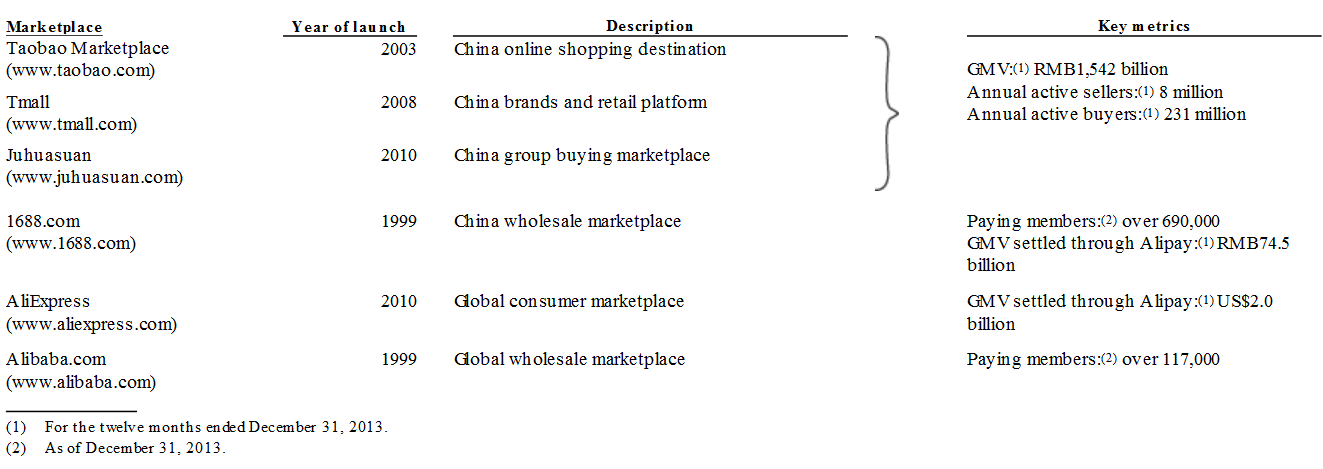 Marketplace Year of launch Description Key metrics
Taobao Marketplace 2003 China online shopping destination
(www.taobao.com)
GMV:(1) RMB1,542 billion
Annual active sellers:(1) 8 million
Annual active buyers:(1) 231 million
Tmall 2008 China brands and retail platform
(www.tmall.com)
Juhuasuan 2010 China group buying marketplace
(www.juhuasuan.com)
1688.com 1999 China wholesale marketplace Paying members:(2) over 690,000
(www.1688.com) GMV settled through Alipay:(1) RMB74.5
billion
AliExpress 2010 Global consumer marketplace GMV settled through Alipay:(1) US$2.0
(www.aliexpress.com) billion
Alibaba.com 1999 Global wholesale marketplace Paying members:(2) over 117,000
(www.alibaba.com)
(1) For the twelve months ended December 31, 2013.
(2) As of December 31, 2013.